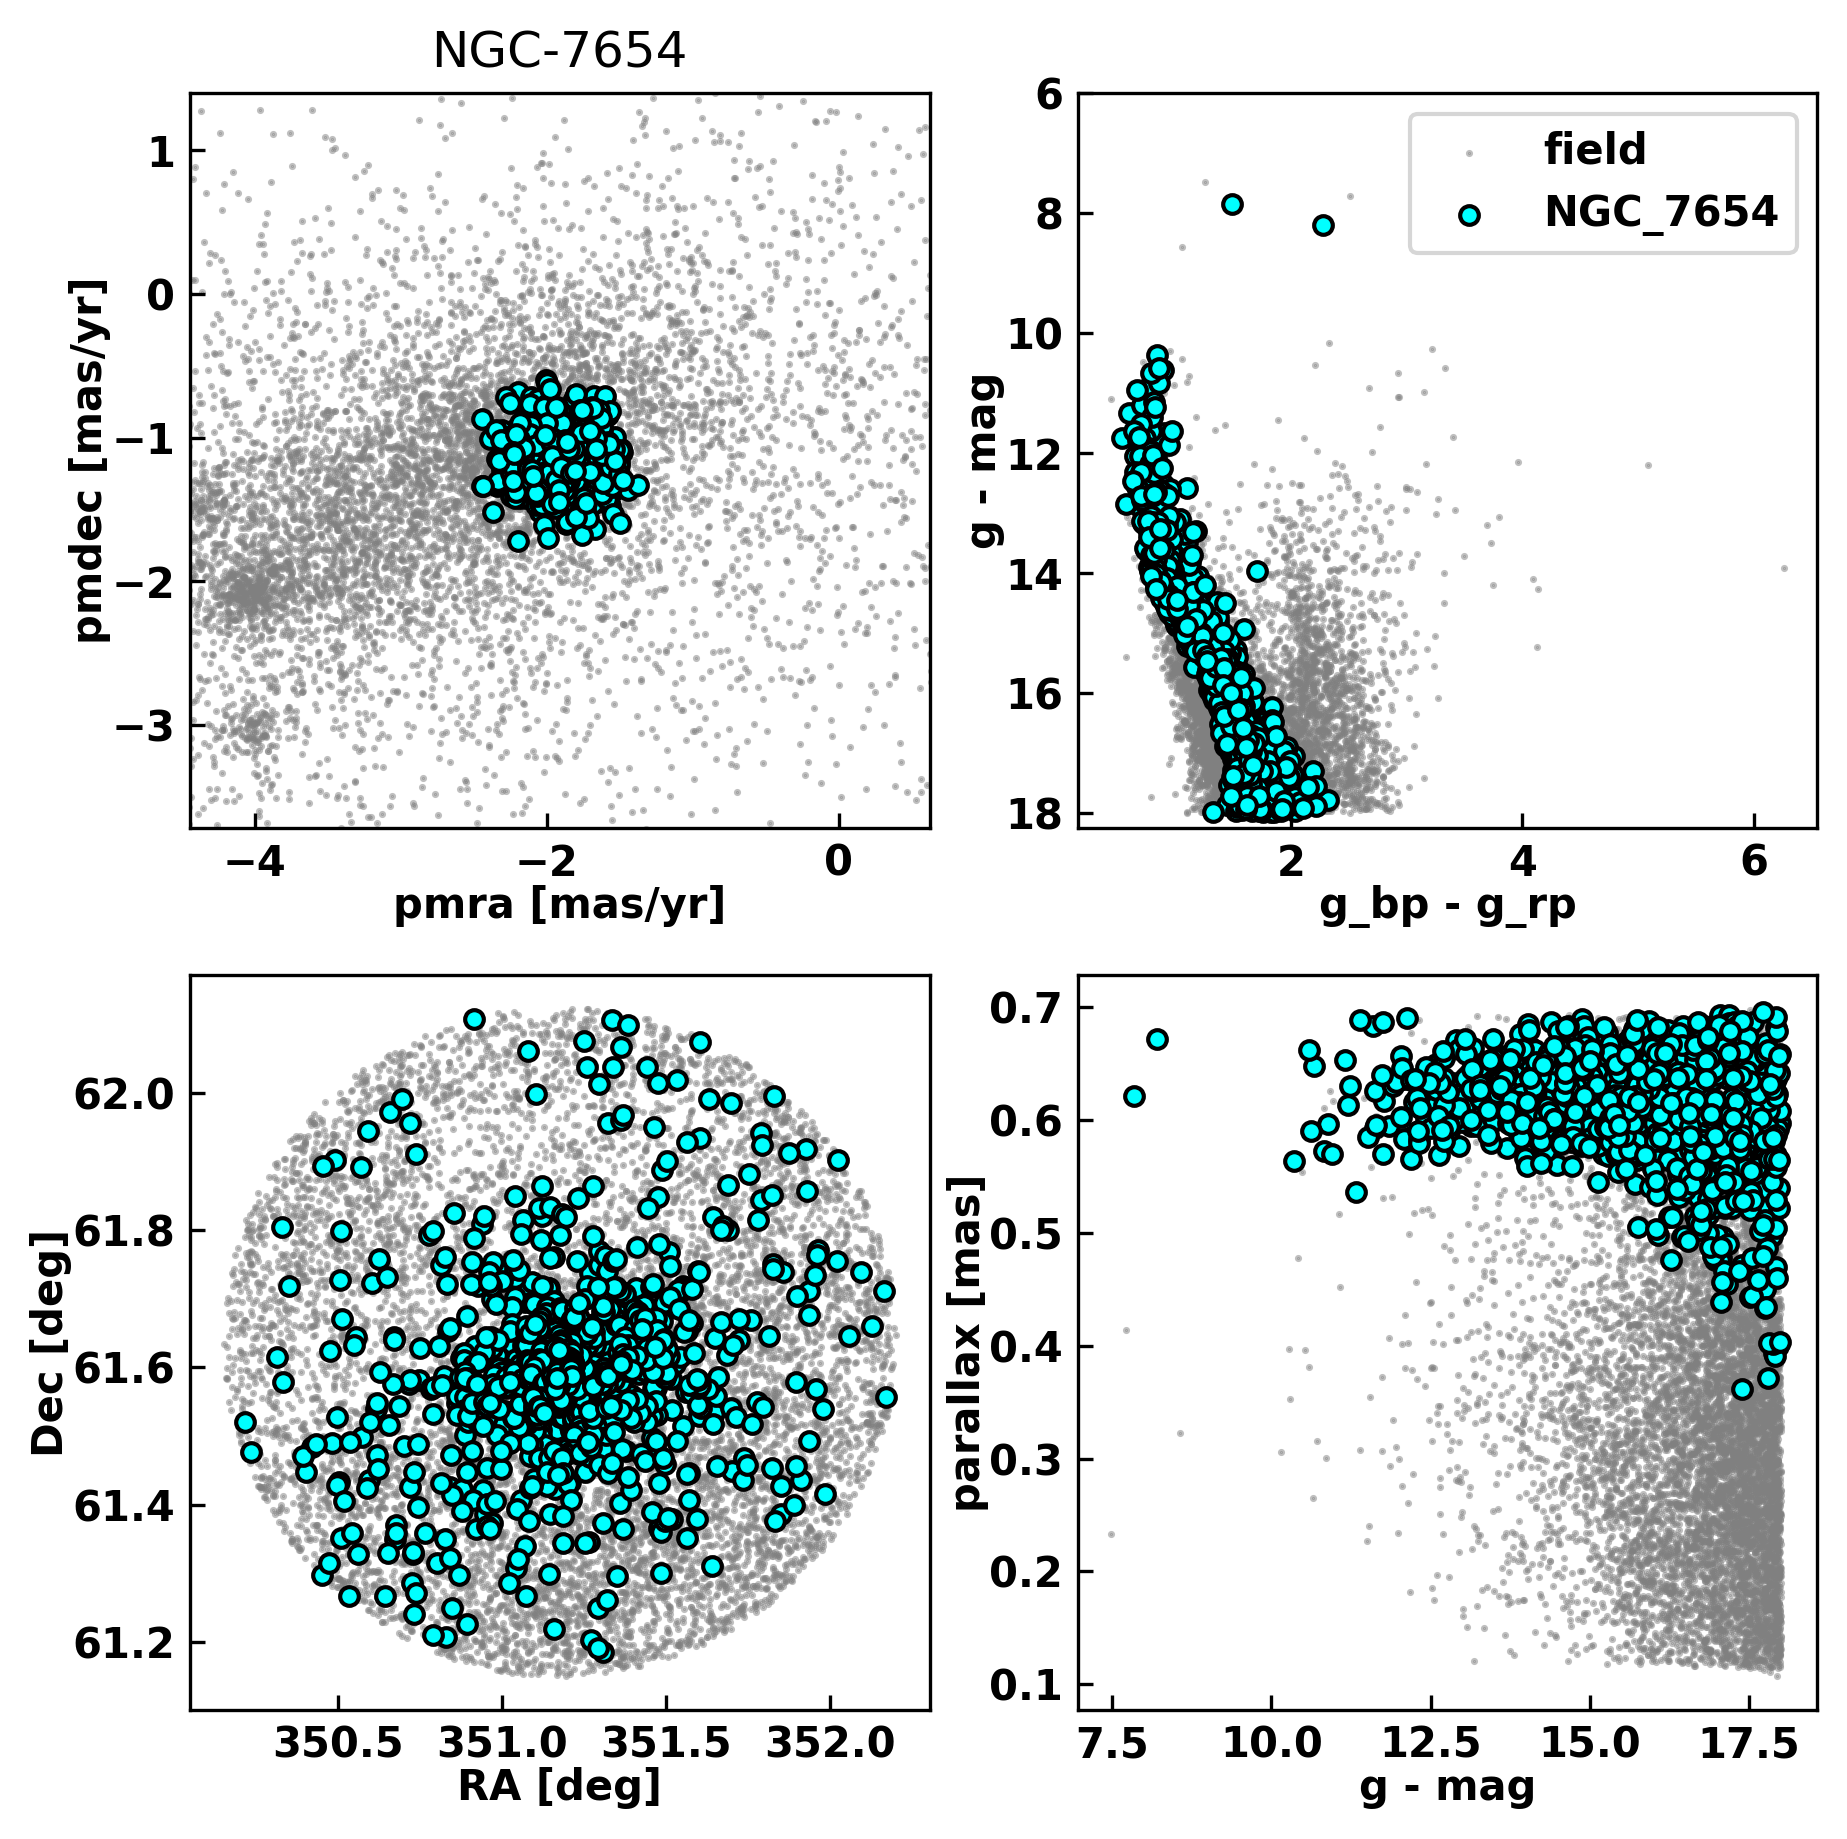 NGC-7654
1
0
−1
−2
−3
pmdec [mas/yr]
−4 −2 0
pmra [mas/yr]
6
8
10
12
14
16
18
g - mag
field
NGC_7654
2 4 6
g_bp - g_rp
62.0
61.8
61.6
61.4
61.2
Dec [deg]
350.5 351.0 351.5 352.0
RA [deg]
0.7
0.6
0.5
0.4
0.3
0.2
0.1
parallax [mas]
7.5 10.0 12.5 15.0 17.5
g - mag